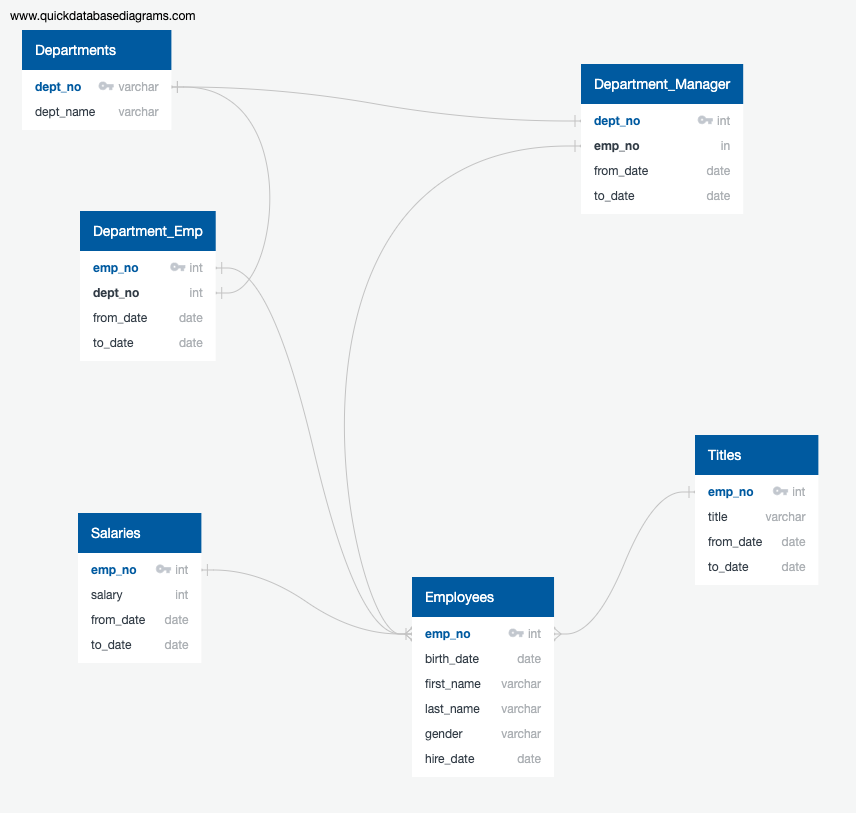 www.quickdatabasediagrams.com
Departments
dept_no varchar
dept_name varchar
Department_Manager
dept_no int
emp_no in
from_date date
to_date date
Department_Emp
emp_no int
dept_no int
from_date date
to_date date
Titles
emp_no int
title varchar
from_date date
to_date date
Salaries
emp_no int
salary int
from_date date
to_date date
Employees
emp_no int
birth_date date
first_name varchar
last_name varchar
gender varchar
hire_date date